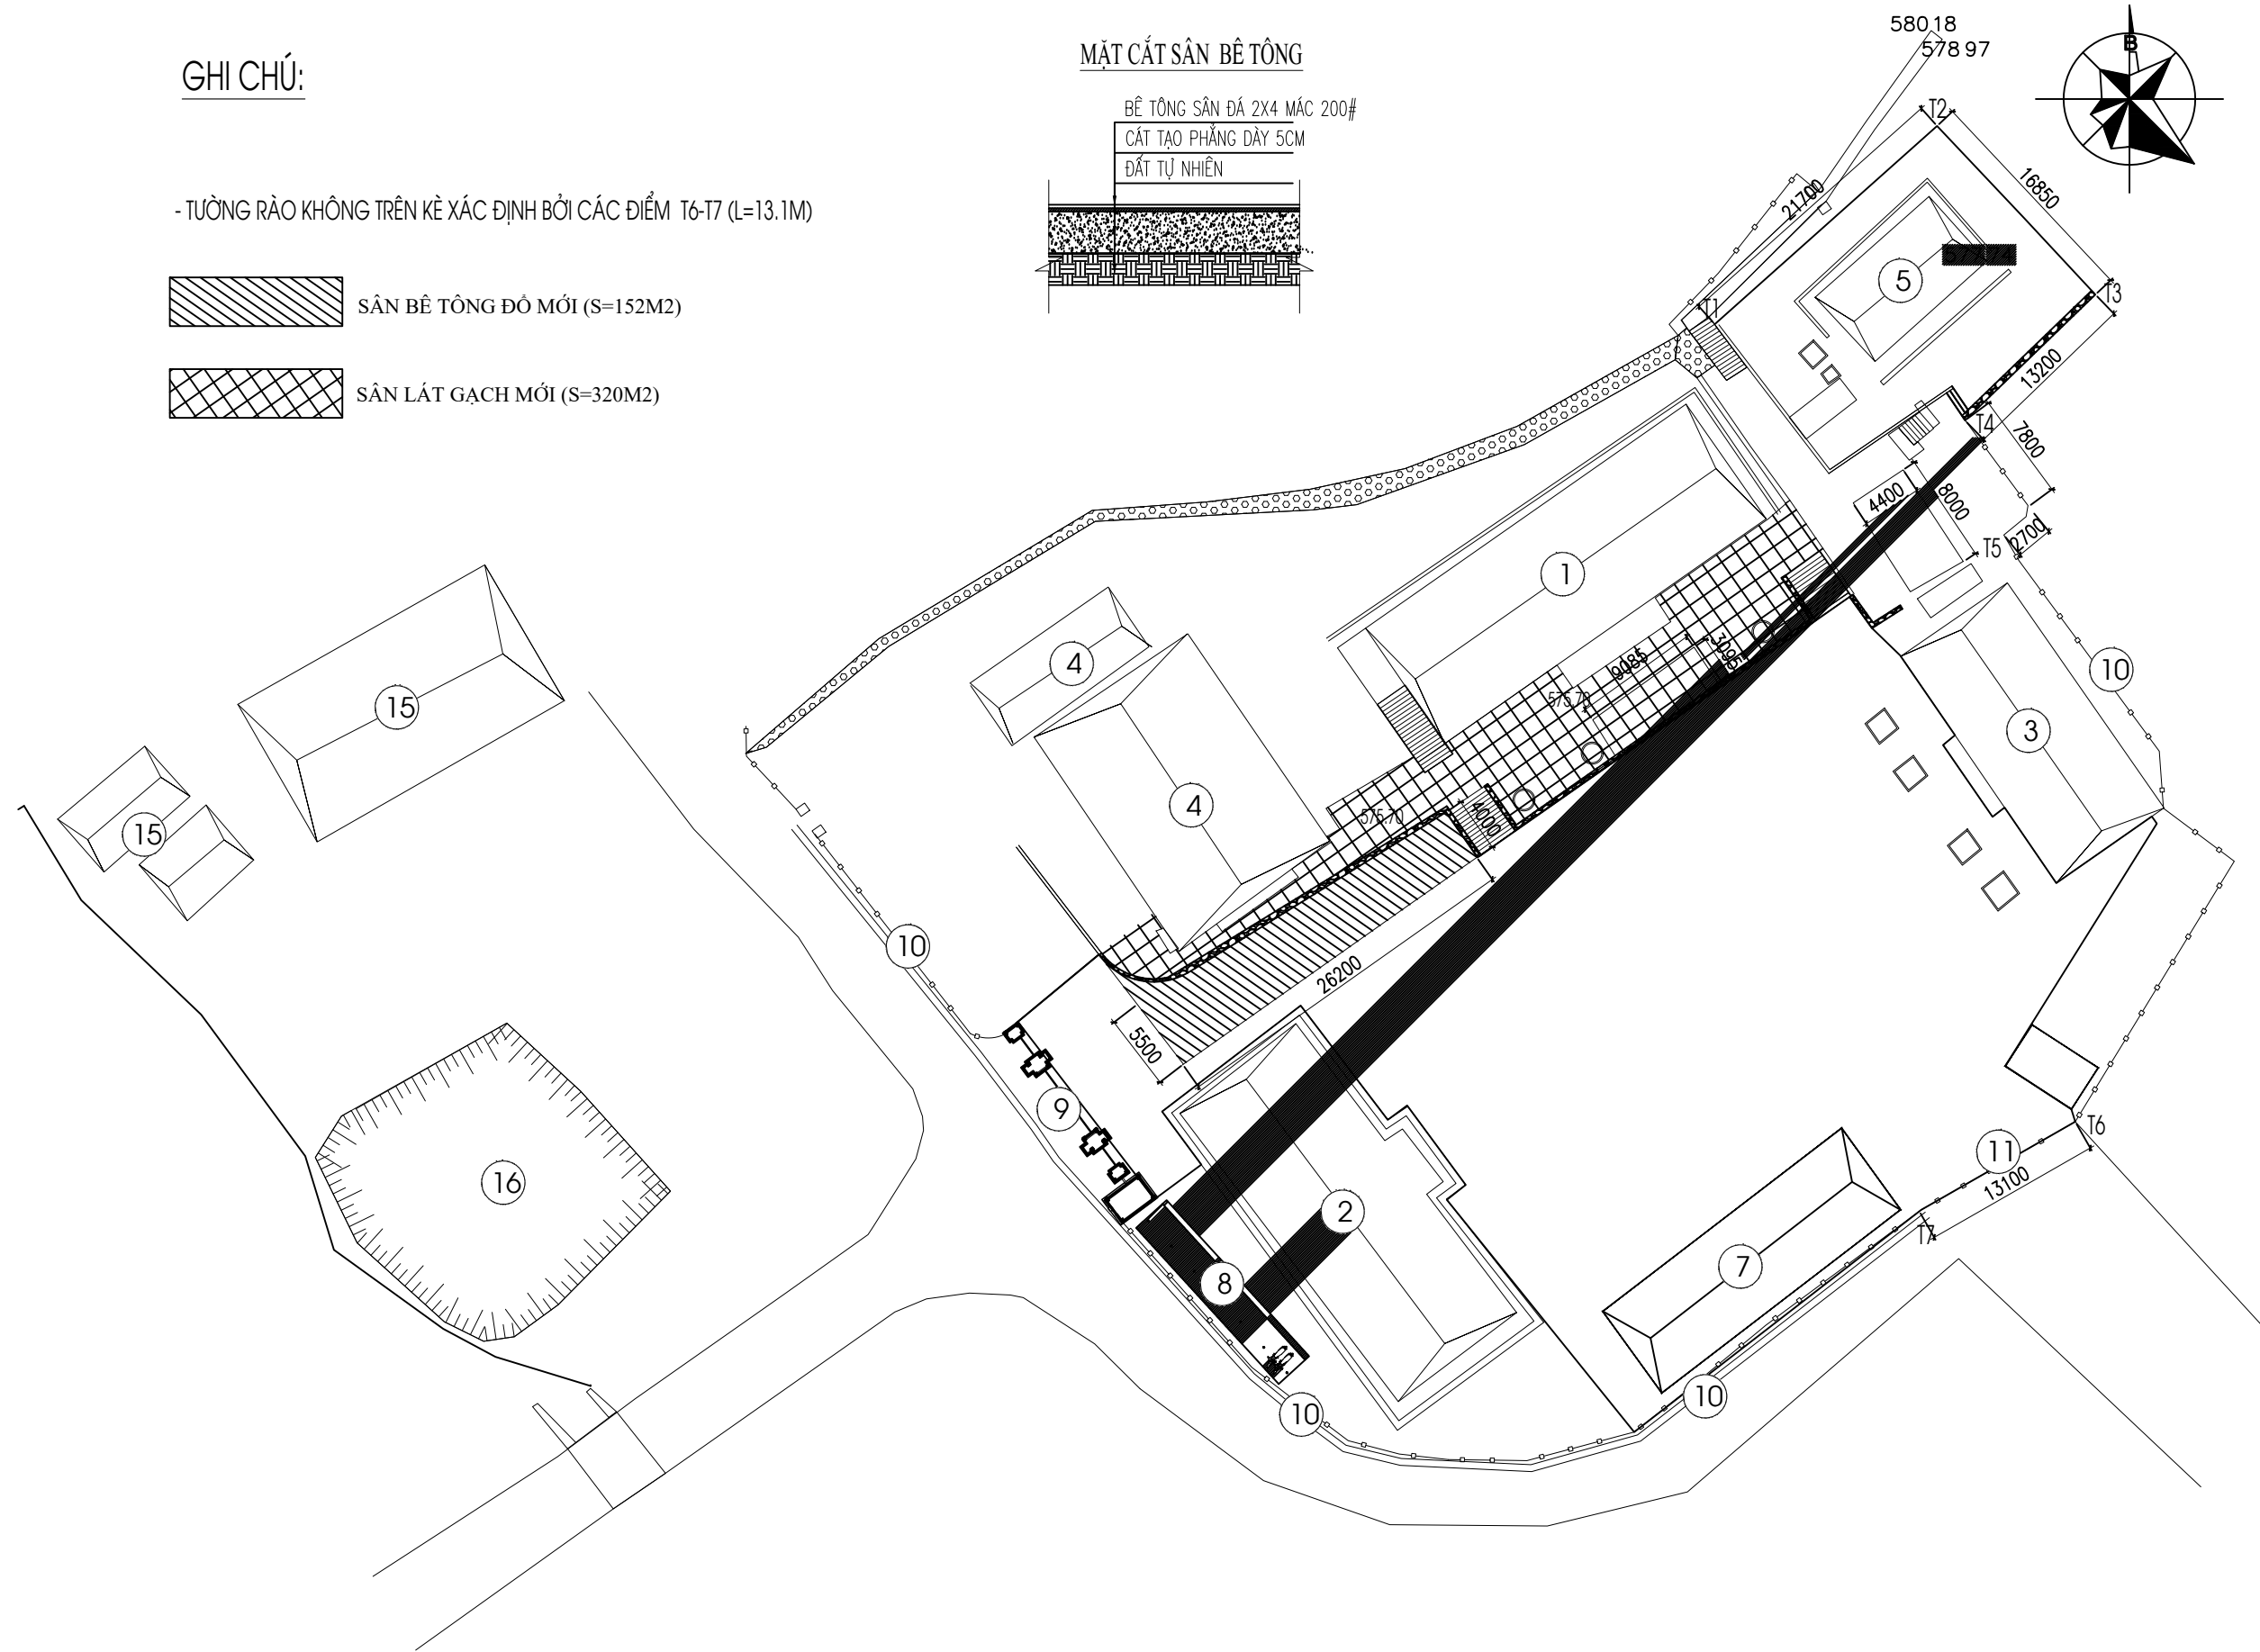 GHI CHÚ:
- TƯỜNG RÀO KHÔNG TRÊN KÈ XÁC ĐỊNH BỞI CÁC ĐIỂM T6-T7 (L=13.1M)
SÂN BÊ TÔNG ĐỔ MỚI (S=152M2)
SÂN LÁT GẠCH MỚI (S=320M2)
MẶT CẮT SÂN BÊ TÔNG
BÊ TÔNG SÂN ĐÁ 2X4 MÁC 200#
CÁT TẠO PHẲNG DÀY 5CM
ĐẤT TỰ NHIÊN
580.18
578 97
B
T2
21700
16850
T1
5
T3
13200
T4
7800
4400
8000
T5
2700
1
3095
9085
575.70
10
3
4
4
575.70
4000
15
15
10
26200
5500
9
16
T6
11
13100
T7
2
8
7
10
10